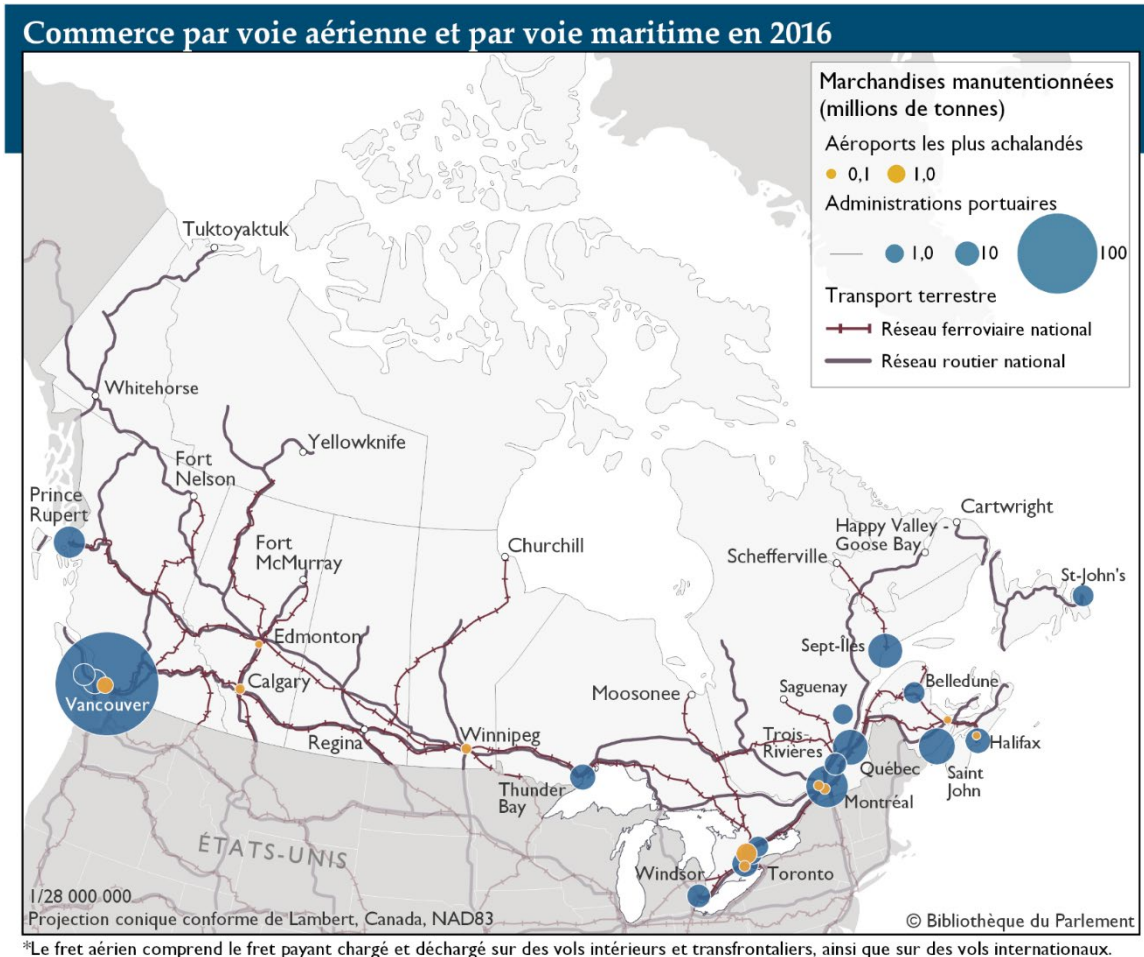 Commerce par voie aérienne et par voie maritime en 2016
Marchandises manutentionnées
(millions de tonnes)
Aéroports les plus achalandés
0,1 1,0
Administrations portuaires
1,0 10 100
Transport terrestre
Réseau ferroviaire national
Réseau routier national
Tuktoyaktuk
Whitehorse
Yellowknife
Fort
Nelson
Prince
Rupert
Fort
McMurray
Churchill
Cartwright
Happy Valley -
Goose Bay
Schefferville
St-John's
Edmonton
Sept-Îles
Calgary
Vancouver
Moosonee
Saguenay
Belledune
Regina
Winnipeg
Trois-
Rivières
Halifax
Québec
Saint
John
Thunder
Bay
Montréal
ÉTATS-UNIS
Windsor
Toronto
1/28 000 000
Projection conique conforme de Lambert, Canada, NAD83
© Bibliothèque du Parlement
*Le fret aérien comprend le fret payant chargé et déchargé sur des vols intérieurs et transfrontaliers, ainsi que sur des vols internationaux.